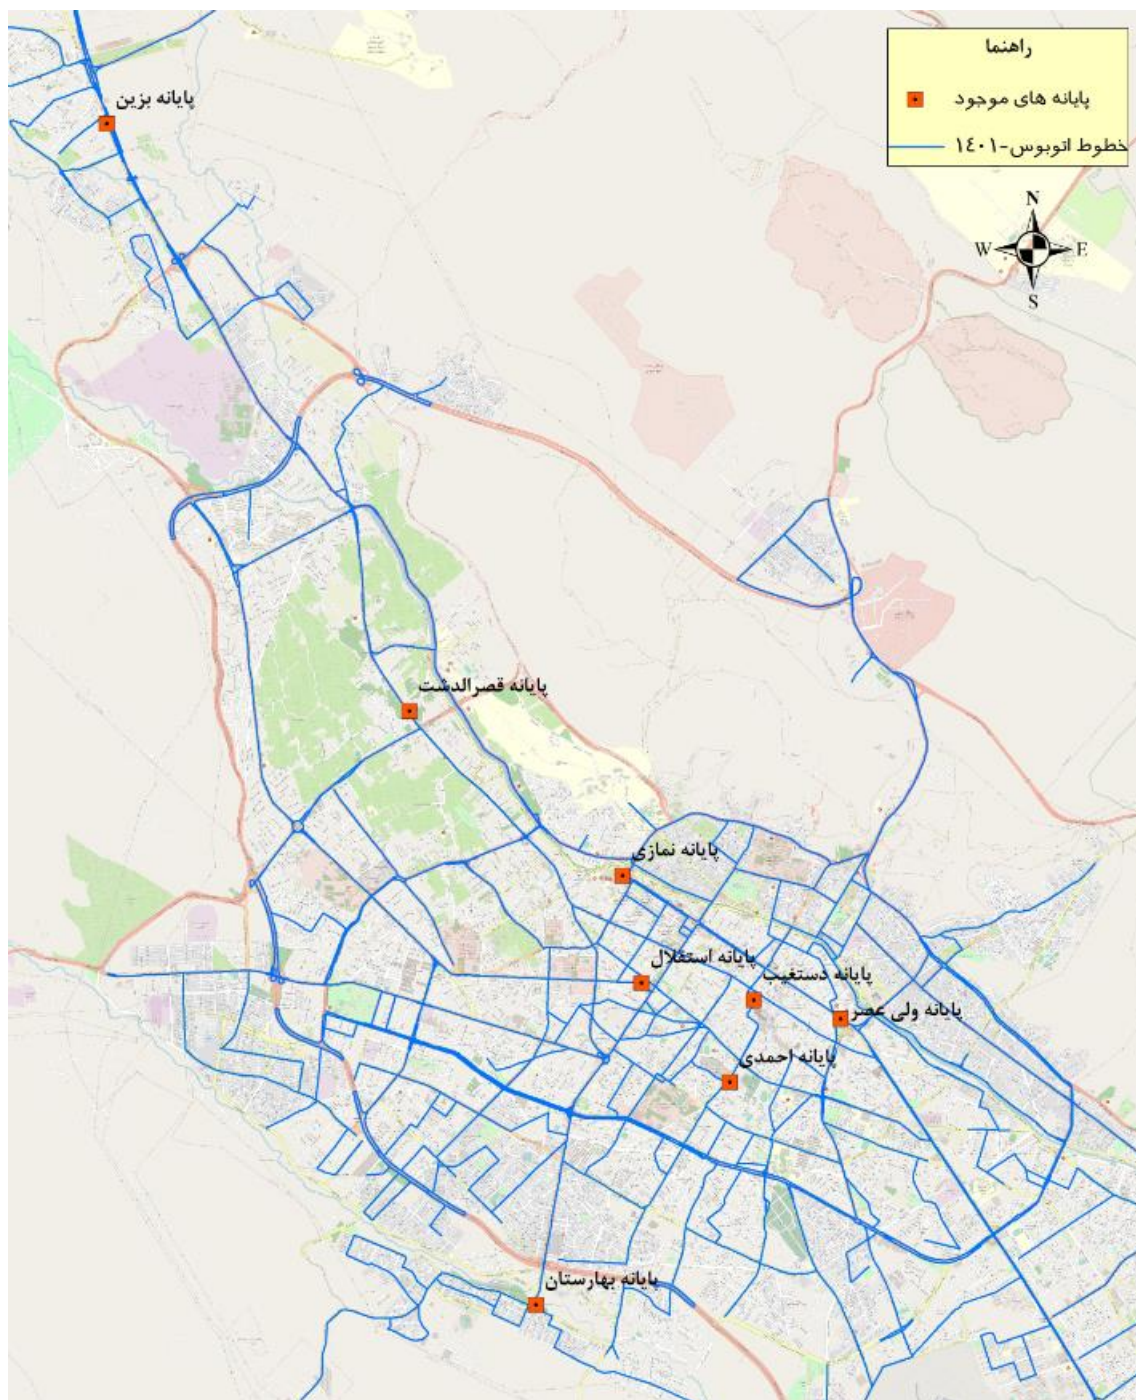 راهنما
پایانه های موجود
خطوط اتوبوس-۱٤۰۱
N
W
E
S
پایانه بزین
پایانه قصرالدشت
پایانه نمازی
پایانه استقلال
پایانه دستغیب
پایانه ولی عصر
پایانه احمدی
پایانه بهارستان